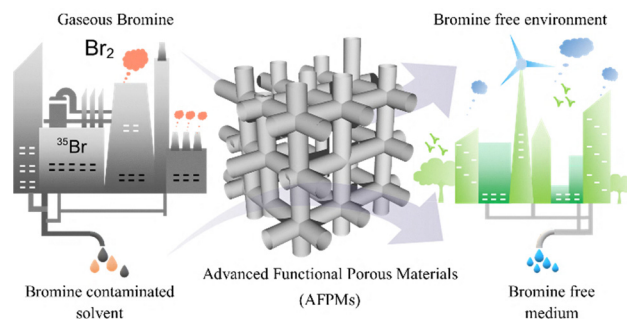 Gaseous Bromine
Br2
35Br
Bromine contaminated
solvent
Advanced Functional Porous Materials
(AFPMs)
Bromine free environment
Bromine free
medium